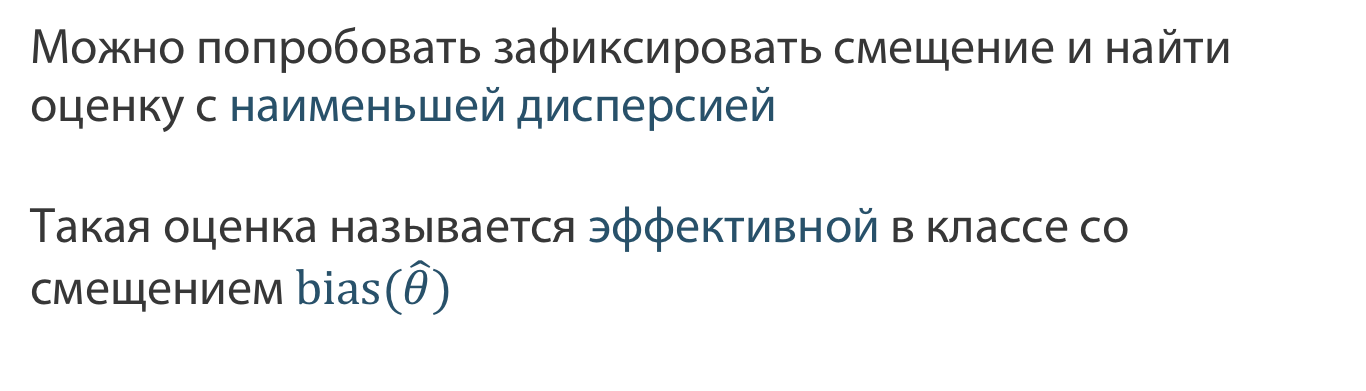 Можно попробовать зафиксировать смещение и найти
оценку с наименьшей дисперсией
Такая оценка называется эффективной в классе со
смещением bias(θ̂)